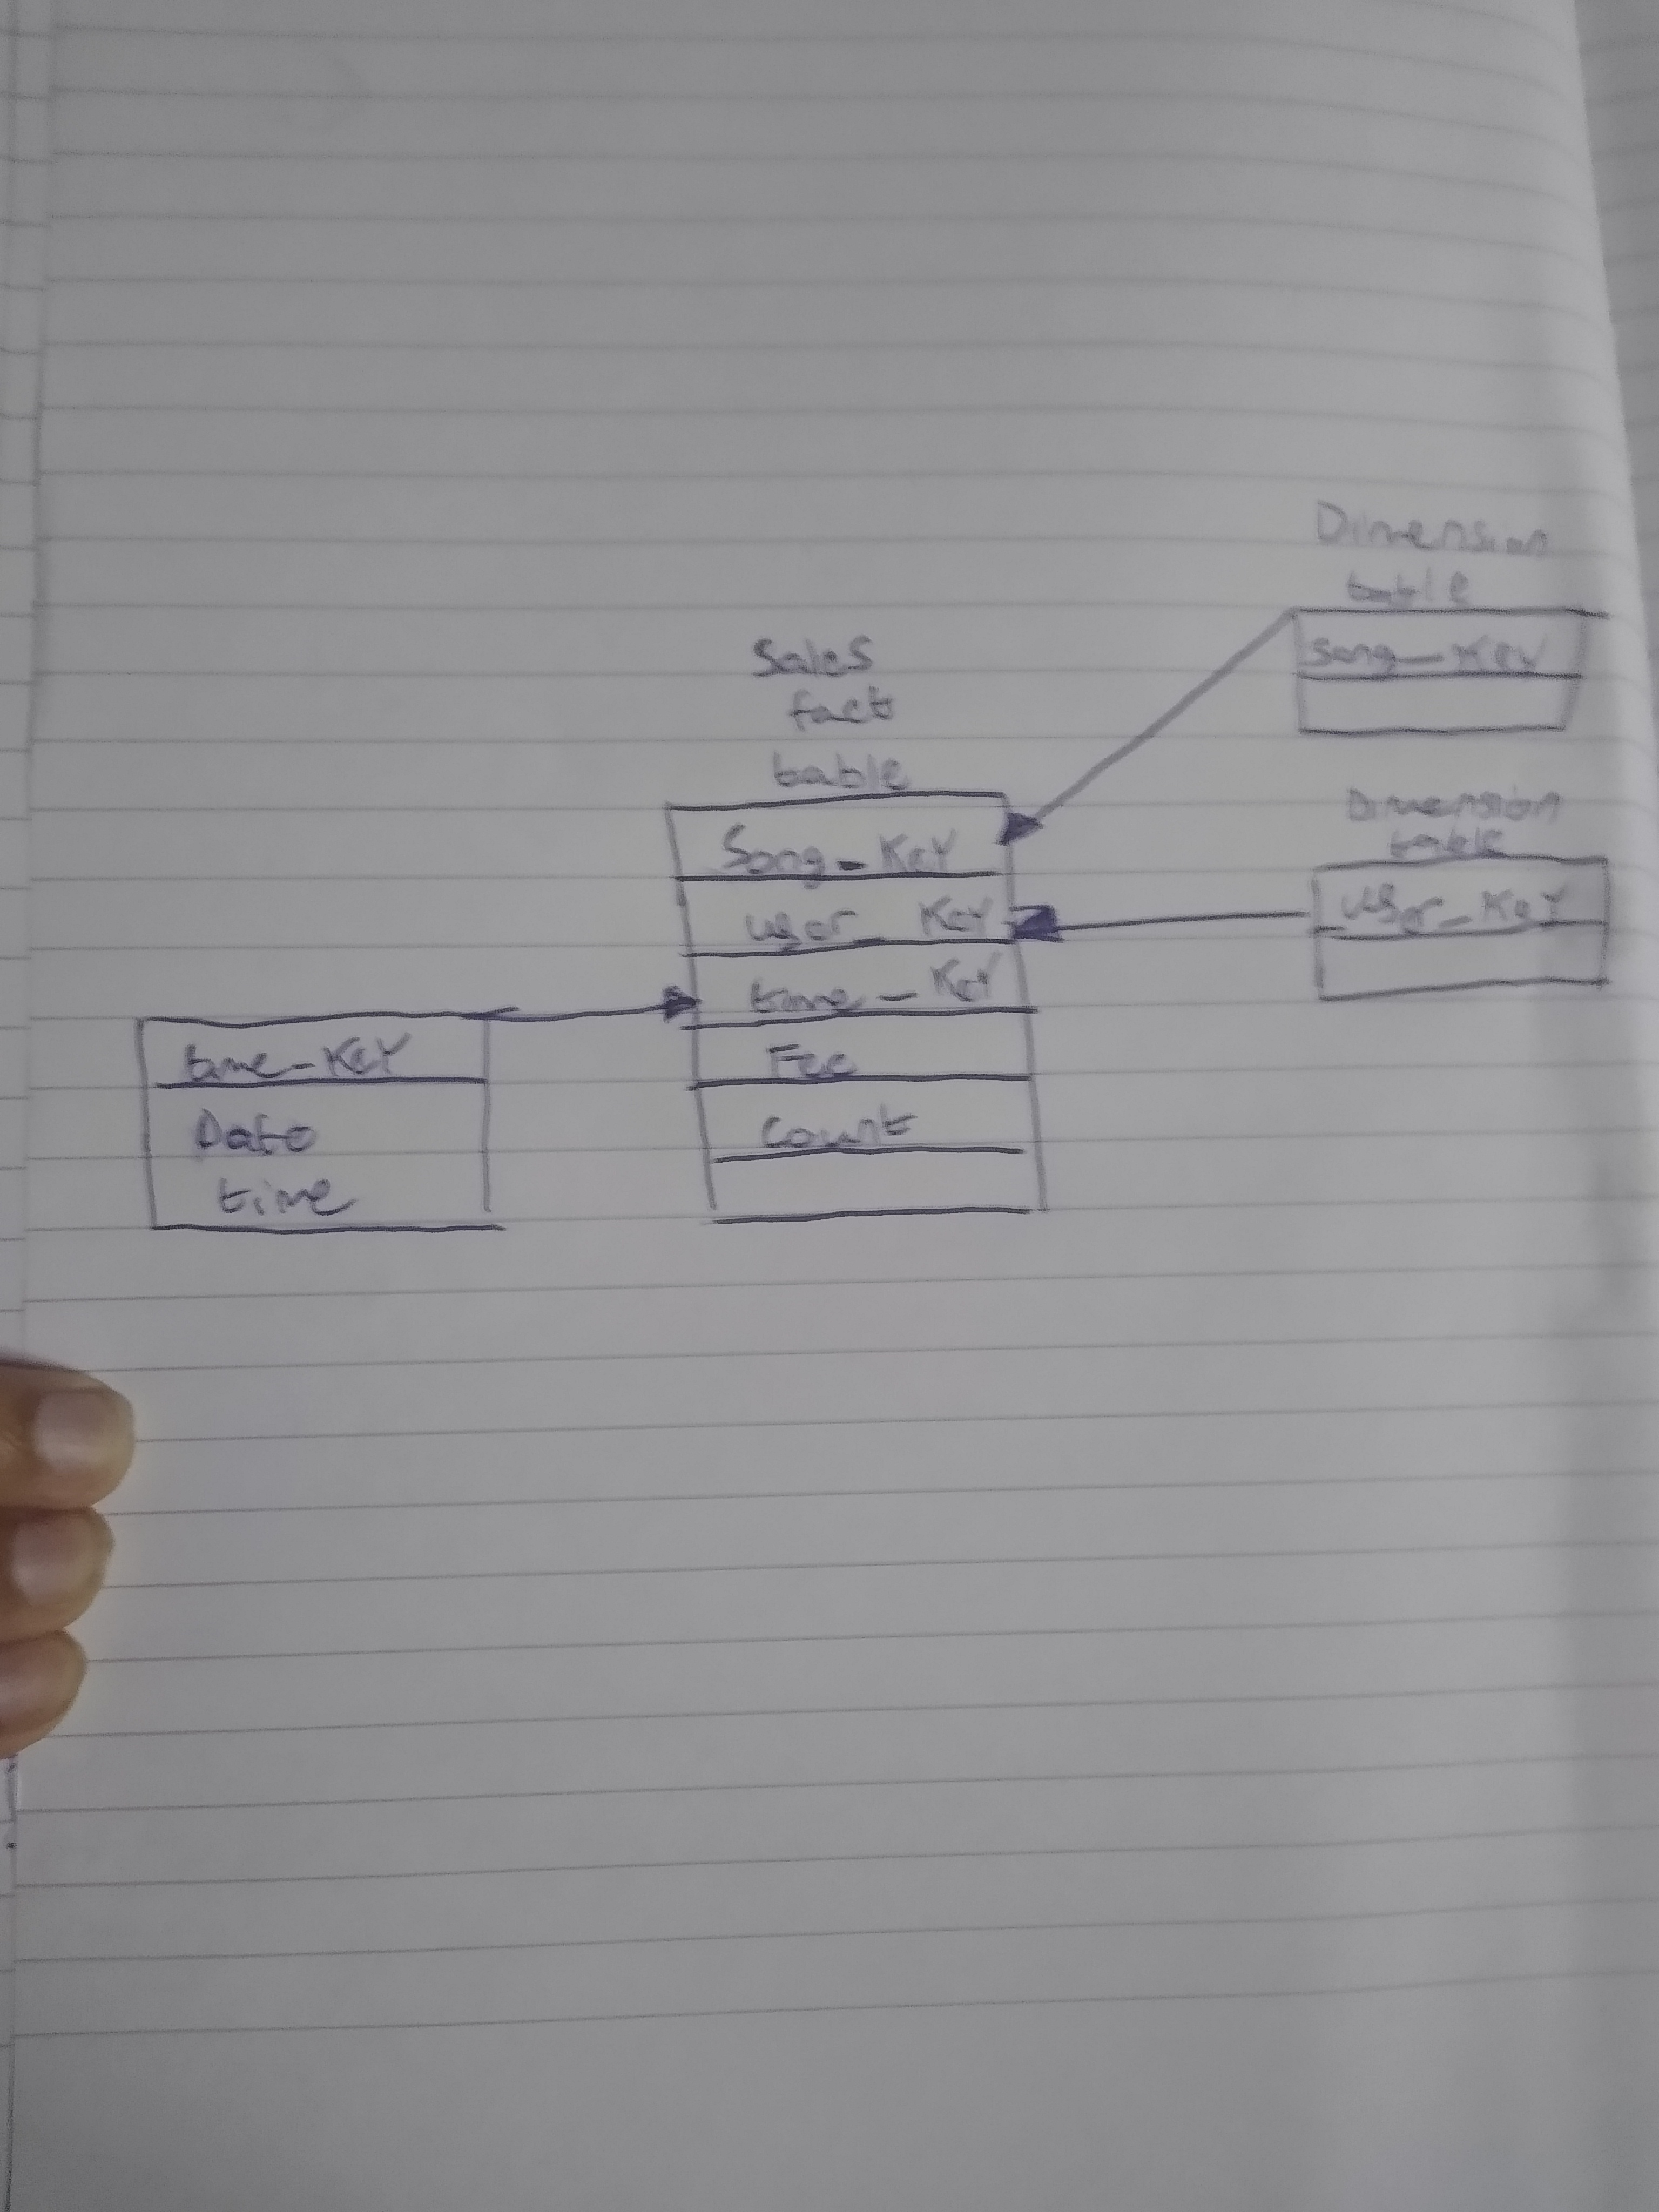 Dimension
table
Song_Key
Sales
fact
table
Dimension
table
Song_Key
user_Key
user_Key
time_Key
time_Key
Fee
Date
Count
time